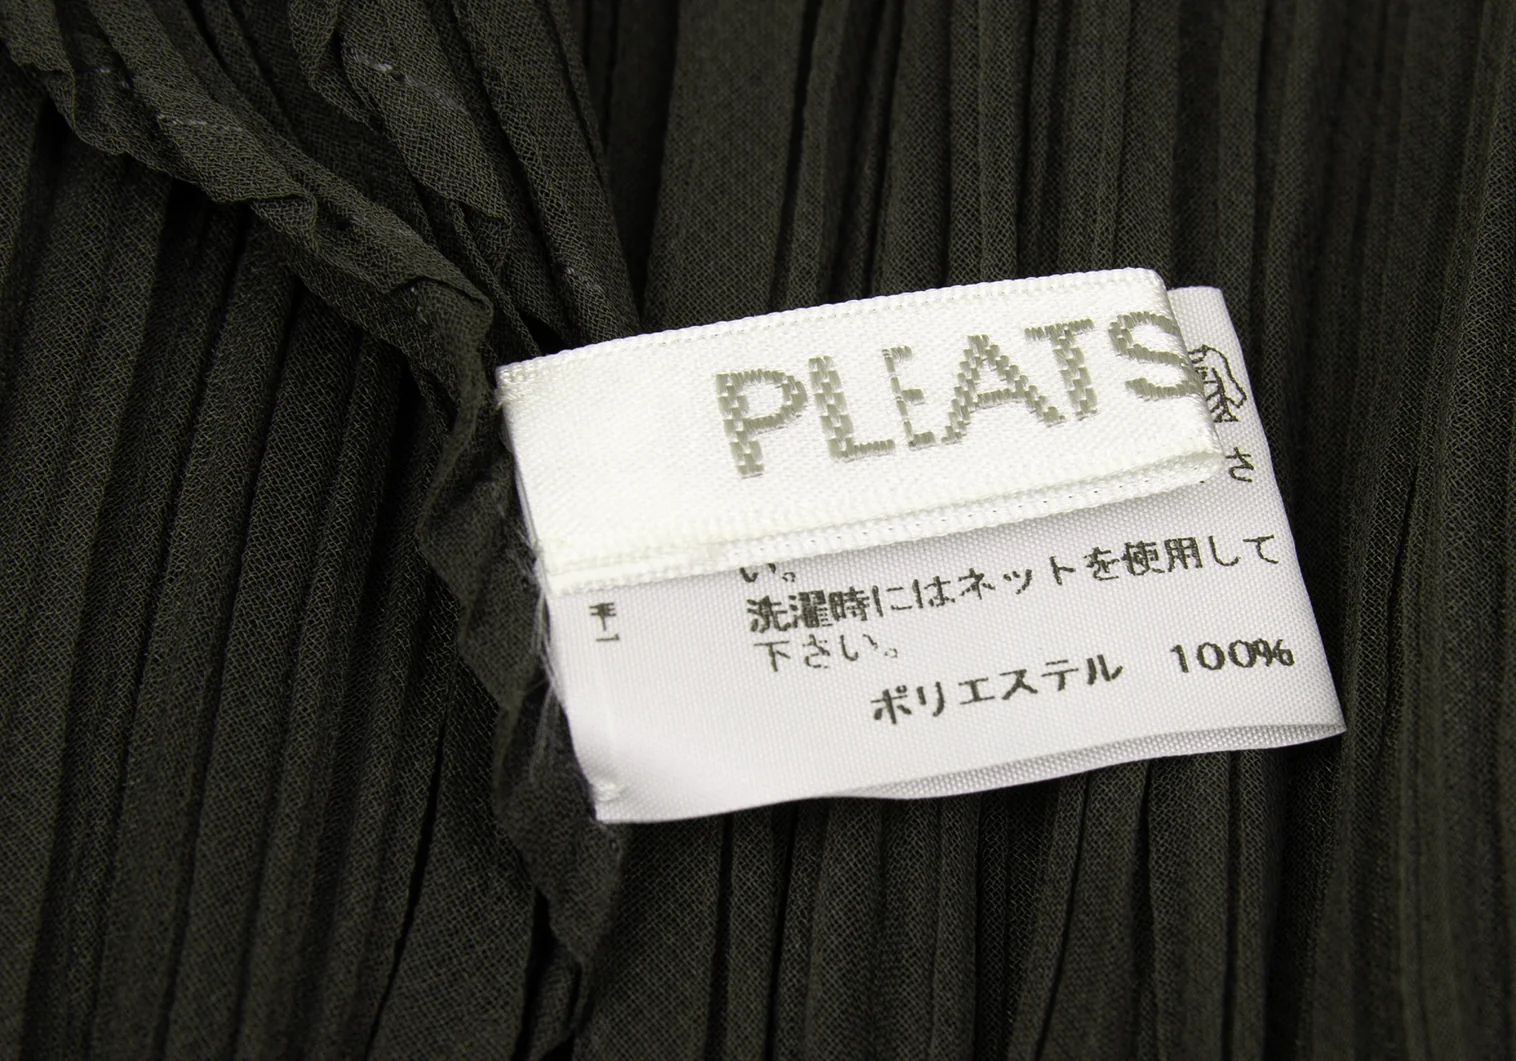 PLEATS
さ
い。
洗濯時にはネットを使用して
下さい。
ポリエステル 100%